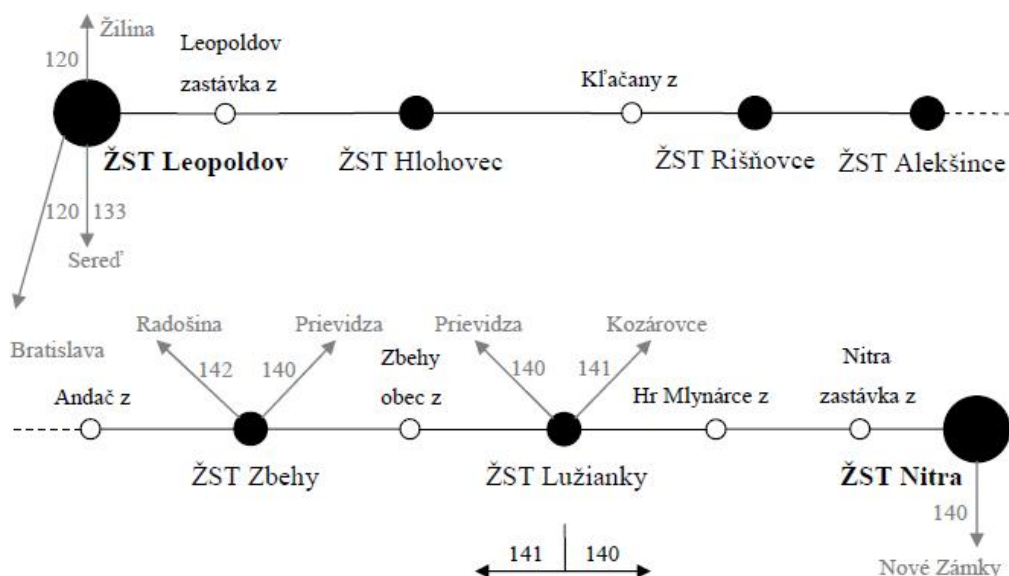 Žilina
120
Leopoldov
zastávka z
Kľačany z
ŽST Leopoldov
ŽST Hlohovec
ŽST Rišňovce
ŽST Alekšince
120
133
Sereď
Bratislava
Radošina
Prievidza
142
140
Zbehy
obec z
Prievidza
Kozárovce
140
141
Nitra
zastávka z
Andač z
Hr Mlynárce z
ŽST Zbehy
ŽST Lužianky
ŽST Nitra
140
141
140
Nové Zámky